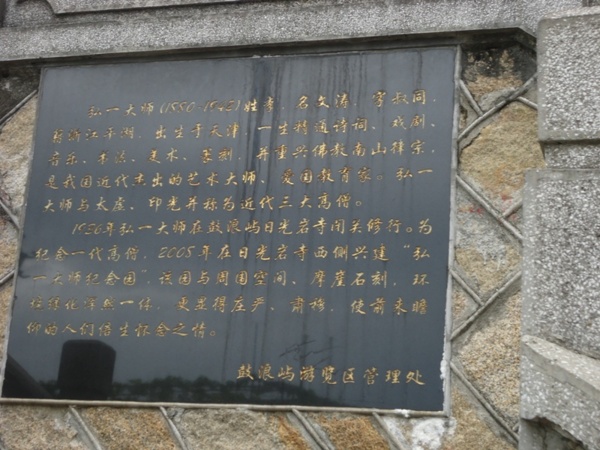 弘一大师(1880-1942)姓李，名文涛，字叔同，
籍浙江平湖，出生于天津，一生精通诗词、戏剧、
音乐、书法、美术、篆刻，并重兴佛教南山律宗，
是我国近代杰出的艺术大师、爱国教育家。弘一
大师与太虚、印光并称为近代三大高僧。
1926年弘一大师在鼓浪屿日光岩寺闭关修行。为
纪念一代高僧，2005年在日光岩寺西侧兴建“弘
一大师纪念园”该园与周围空间、摩崖石刻、环
境绿化浑然一体，更显得庄严、肃穆，使前来瞻
仰的人们倍生怀念之情。
鼓浪屿游览区管理处